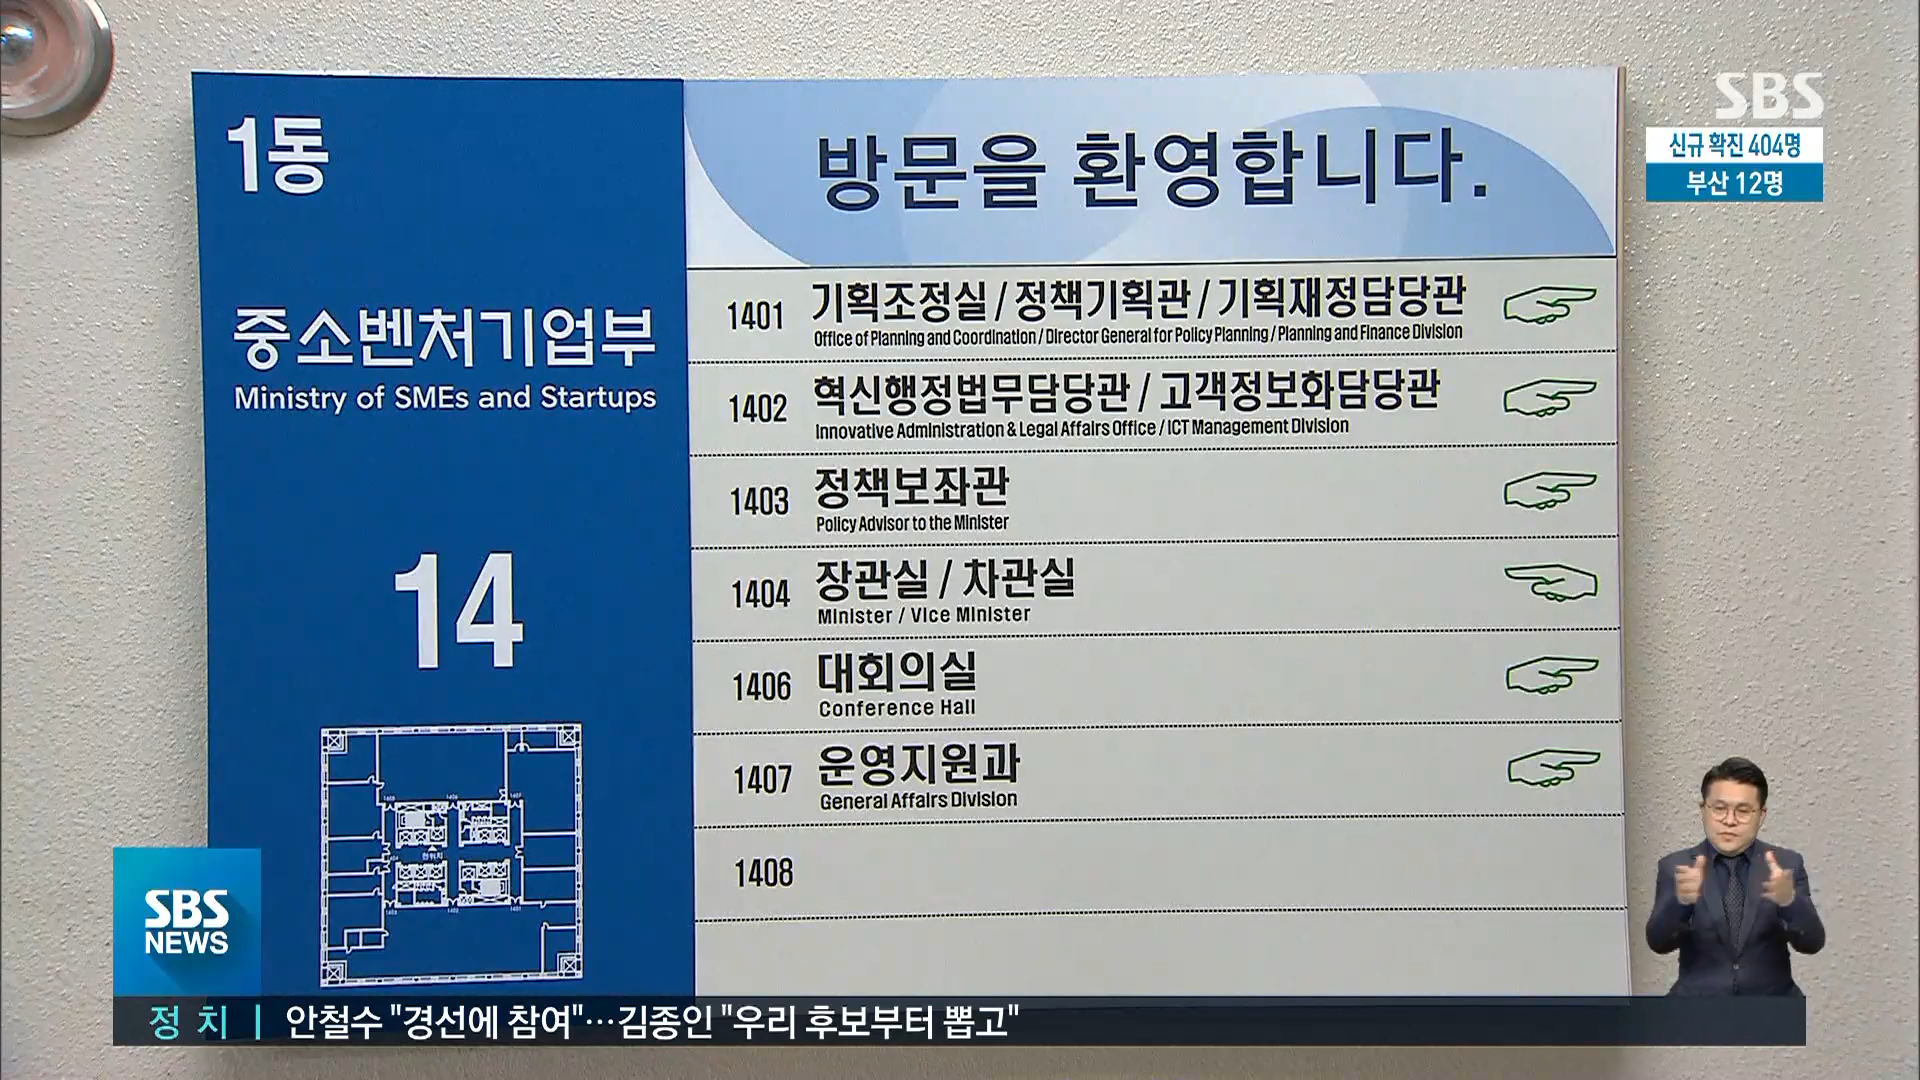 SBS
신규 확진 404명
부산 12명
1동
중소벤처기업부
Ministry of SMEs and Startups
14
방문을 환영합니다.
1401 기획조정실 / 정책기획관 / 기획재정담당관
Office of Planning and Coordination / Director General for Policy Planning / Planning and Finance Division
1402 혁신행정법무담당관 / 고객정보화담당관
Innovative Administration & Legal Affairs Office / ICT Management Division
1403 정책보좌관
Policy Advisor to the Minister
1404 장관실 / 차관실
Minister / Vice Minister
1406 대회의실
Conference Hall
1407 운영지원과
General Affairs Division
1408
현위치
SBS
NEWS
정 치 | 안철수 "경선에 참여"…김종인 "우리 후보부터 뽑고"